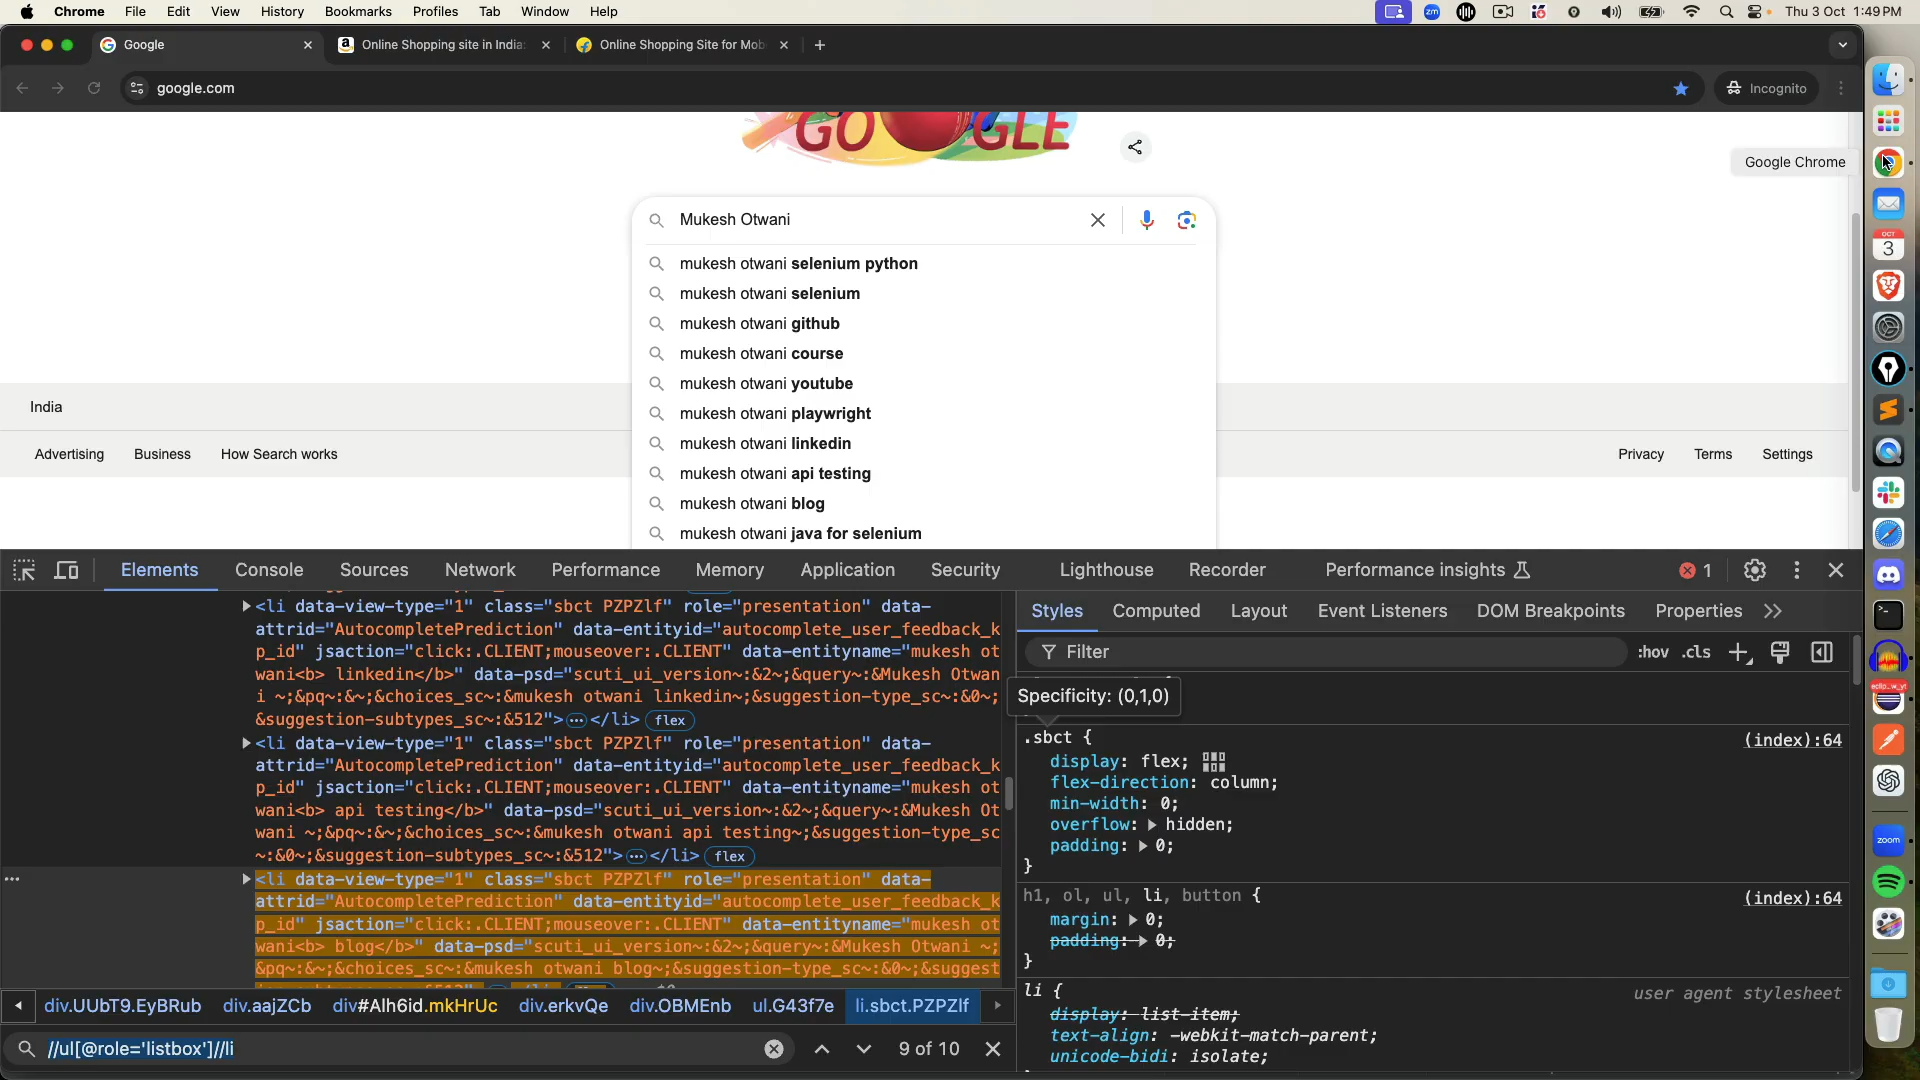 Chrome File Edit View History Bookmarks Profiles Tab Window Help zm Thu 3 Oct 1:49 PM
Google Online Shopping site in India: Online Shopping Site for Mob
google.com Incognito
GOOGLE
Google Chrome
Mukesh Otwani
mukesh otwani selenium python
mukesh otwani selenium
mukesh otwani github
mukesh otwani course
mukesh otwani youtube
mukesh otwani playwright
mukesh otwani linkedin
mukesh otwani api testing
mukesh otwani blog
mukesh otwani java for selenium
India
Advertising Business How Search works Privacy Terms Settings
OCT
3
zoom
Elements Console Sources Network Performance Memory Application Security Lighthouse Recorder Performance insights 1
<li data-view-type="1" class="sbct PZPZlf" role="presentation" data-
attrid="AutocompletePrediction" data-entityid="autocomplete_user_feedback_k
p_id" jsaction="click:.CLIENT;mouseover:.CLIENT" data-entityname="mukesh ot
wani<b> linkedin</b>" data-psd="scuti_ui_version~:&2~;&query~:&Mukesh Otwan
i ~;&pq~:&~;&choices_sc~:&mukesh otwani linkedin~;&suggestion-type_sc~:&0~;
&suggestion-subtypes_sc~:&512">…</li> flex
<li data-view-type="1" class="sbct PZPZlf" role="presentation" data-
attrid="AutocompletePrediction" data-entityid="autocomplete_user_feedback_k
p_id" jsaction="click:.CLIENT;mouseover:.CLIENT" data-entityname="mukesh ot
wani<b> api testing</b>" data-psd="scuti_ui_version~:&2~;&query~:&Mukesh Ot
wani ~;&pq~:&~;&choices_sc~:&mukesh otwani api testing~;&suggestion-type_sc
~:&0~;&suggestion-subtypes_sc~:&512">…</li> flex
<li data-view-type="1" class="sbct PZPZlf" role="presentation" data-
attrid="AutocompletePrediction" data-entityid="autocomplete_user_feedback_k
p_id" jsaction="click:.CLIENT;mouseover:.CLIENT" data-entityname="mukesh ot
wani<b> blog</b>" data-psd="scuti_ui_version~:&2~;&query~:&Mukesh Otwani ~;
&pq~:&~;&choices_sc~:&mukesh otwani blog~;&suggestion-type_sc~:&0~;&suggest
div.UUbT9.EyBRub div.aajZCb div#Alh6id.mkHrUc div.erkvQe div.OBMEnb ul.G43f7e li.sbct.PZPZlf
//ul[@role='listbox']//li 9 of 10
Styles Computed Layout Event Listeners DOM Breakpoints Properties
Filter :hov .cls
Specificity: (0,1,0)
.sbct { (index):64
display: flex;
flex-direction: column;
min-width: 0;
overflow: hidden;
padding: 0;
}
h1, ol, ul, li, button { (index):64
margin: 0;
padding: 0;
}
li { user agent stylesheet
display: list-item;
text-align: -webkit-match-parent;
unicode-bidi: isolate;